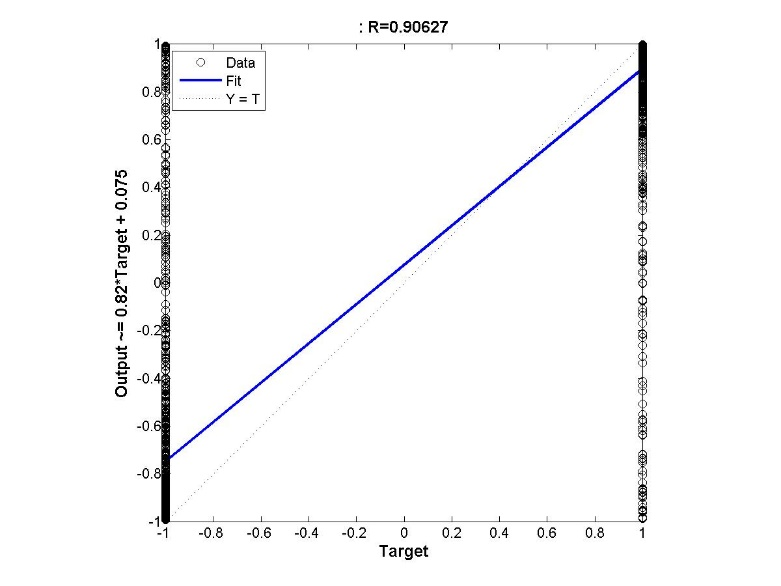 : R=0.90627
Data
Fit
Y = T
1
0.8
0.6
0.4
0.2
0
-0.2
-0.4
-0.6
-0.8
-1
Output ~= 0.82*Target + 0.075
-1 -0.8 -0.6 -0.4 -0.2 0 0.2 0.4 0.6 0.8 1
Target